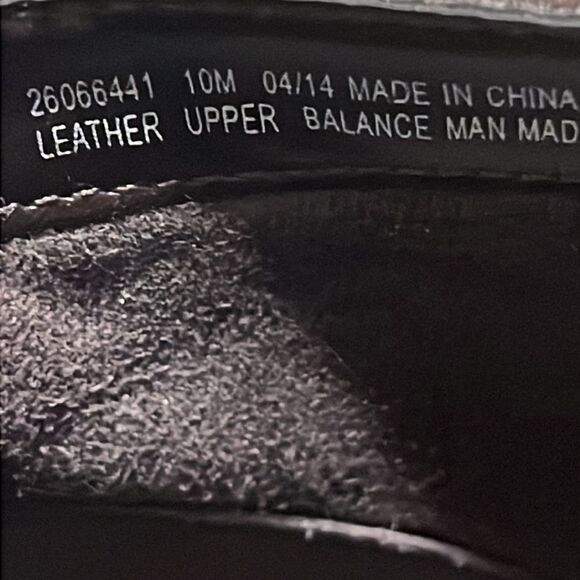 26066441 10M 04/14 MADE IN CHINA
LEATHER UPPER BALANCE MAN MAD